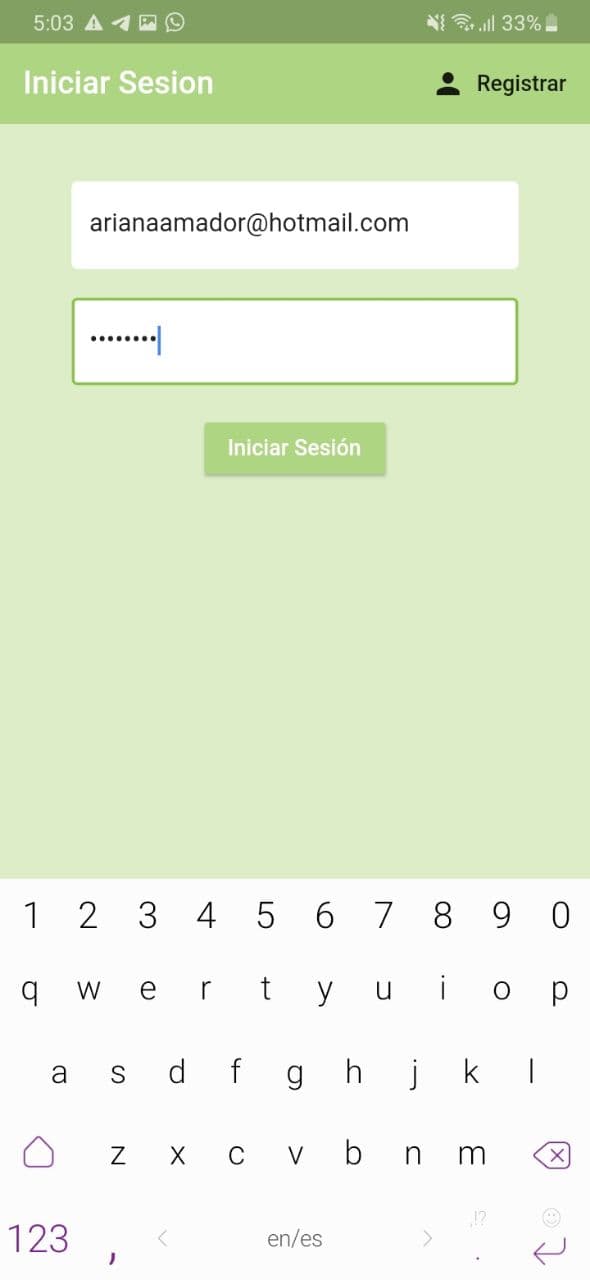 5:03 33%
Iniciar Sesion Registrar
arianaamador@hotmail.com
••••••••
Iniciar Sesión
1 2 3 4 5 6 7 8 9 0
q w e r t y u i o p
a s d f g h j k l
z x c v b n m
123 , < en/es > ,!? .